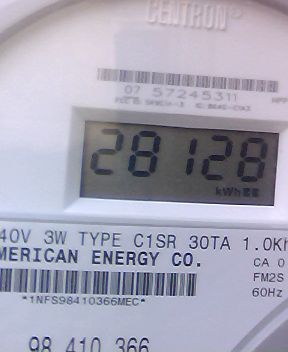 CENTRON®
07 57245311
28128
kWh
40V 3W TYPE C1SR 30TA 1.0Kh
MERICAN ENERGY CO.
CA 0
FM2S
60Hz
*1NFS98410366MEC*
98 410 366